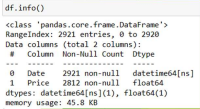 df.info()
<class 'pandas.core.frame.DataFrame'>
RangeIndex: 2921 entries, 0 to 2920
Data columns (total 2 columns):
 #   Column  Non-Null Count  Dtype
---  ------  --------------  -----
 0   Date    2921 non-null   datetime64[ns]
 1   Price   2812 non-null   float64
dtypes: datetime64[ns](1), float64(1)
memory usage: 45.8 KB